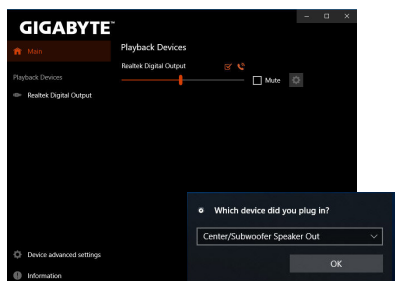 GIGABYTE™
Main
Playback Devices
Realtek Digital Output
Playback Devices
Realtek Digital Output
Mute
Which device did you plug in?
Center/Subwoofer Speaker Out
OK
Device advanced settings
Information